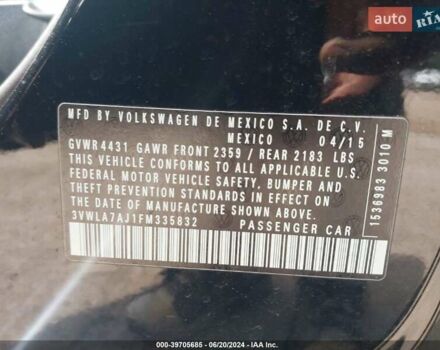 AUTO
RIA
MFD BY VOLKSWAGEN DE MEXICO S.A. DE C.V.
MEXICO 04/15
GVWR 4431 GAWR FRONT 2359 / REAR 2183 LBS
THIS VEHICLE CONFORMS TO ALL APPLICABLE U.S.
FEDERAL MOTOR VEHICLE SAFETY, BUMPER AND
THEFT PREVENTION STANDARDS IN EFFECT ON
THE DATE OF MANUFACTURE SHOWN ABOVE.
3VWLA7AJ1FM335832 PASSENGER CAR
1536983 3010 M
000-39705685 - 06/20/2024 - IAA Inc.